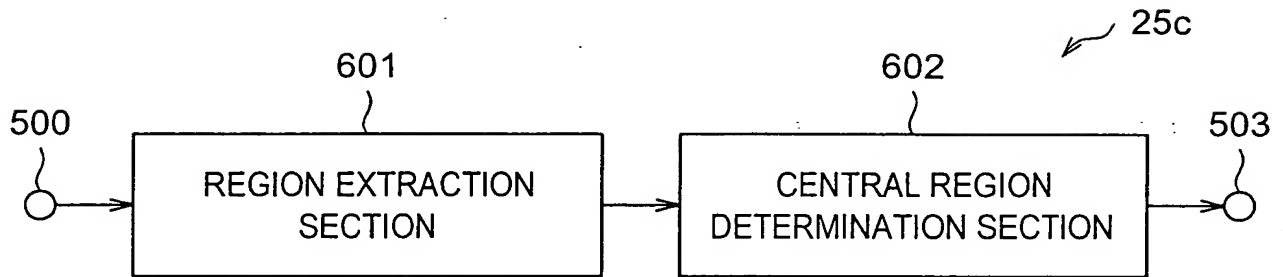 25c
601
602
500
503
REGION EXTRACTION
SECTION
CENTRAL REGION
DETERMINATION SECTION